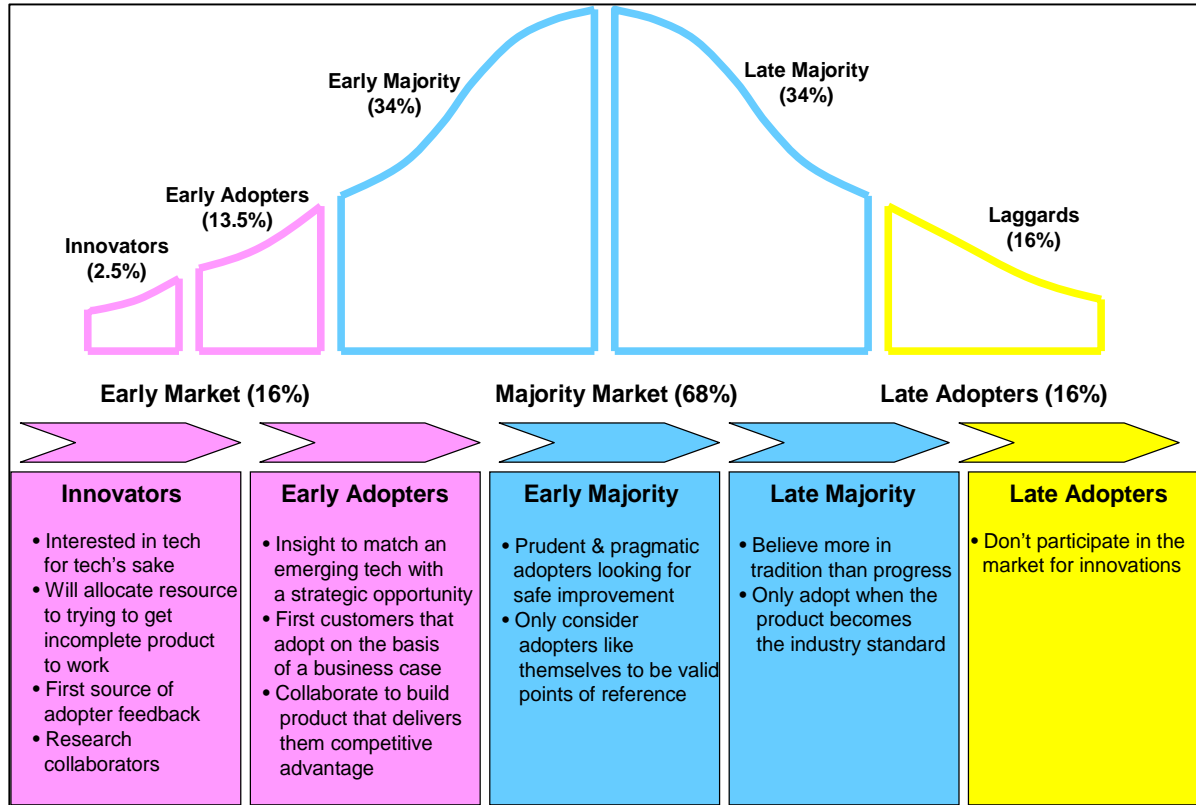 Early Majority
(34%)
Late Majority
(34%)
Early Adopters
(13.5%)
Laggards
(16%)
Innovators
(2.5%)
Early Market (16%)
Majority Market (68%)
Late Adopters (16%)
Innovators
• Interested in tech
for tech's sake
• Will allocate resource
to trying to get
incomplete product
to work
• First source of
adopter feedback
• Research
collaborators
Early Adopters
• Insight to match an
emerging tech with
a strategic opportunity
• First customers that
adopt on the basis
of a business case
• Collaborate to build
product that delivers
them competitive
advantage
Early Majority
• Prudent & pragmatic
adopters looking for
safe improvement
• Only consider
adopters like
themselves to be valid
points of reference
Late Majority
• Believe more in
tradition than progress
• Only adopt when the
product becomes
the industry standard
Late Adopters
• Don't participate in the
market for innovations